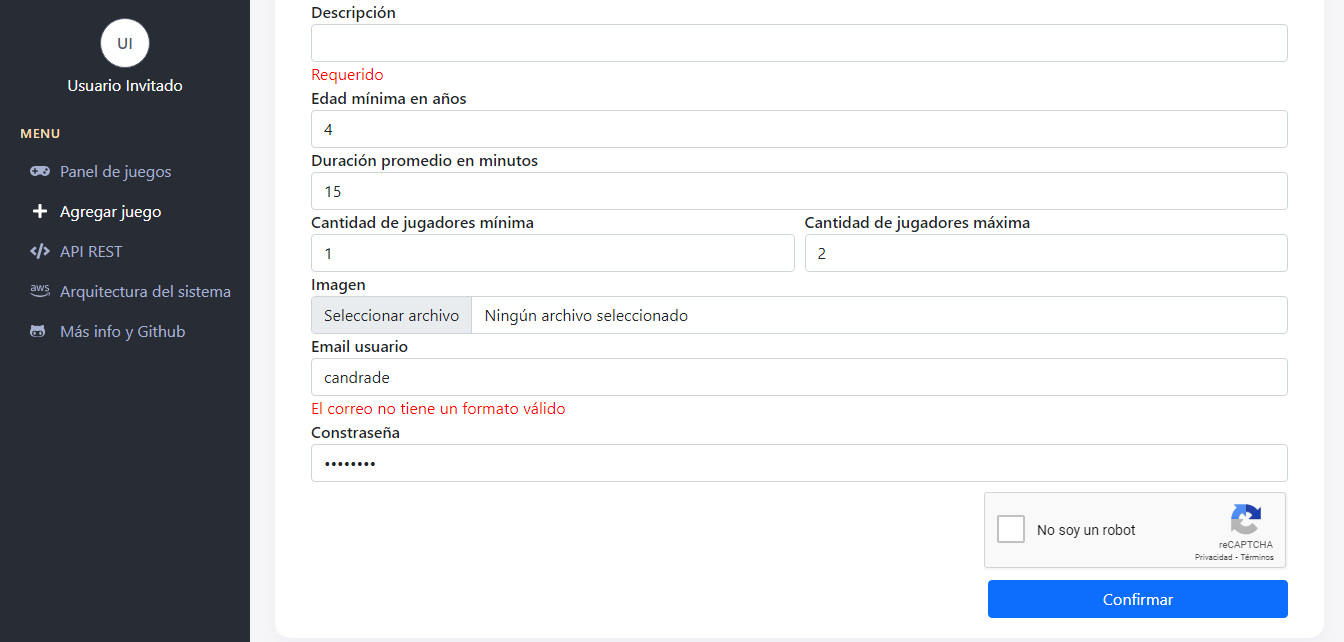 UI
Usuario Invitado
MENU
Panel de juegos
Agregar juego
API REST
aws
Arquitectura del sistema
Más info y Github
Descripción
Requerido
Edad mínima en años
4
Duración promedio en minutos
15
Cantidad de jugadores mínima
Cantidad de jugadores máxima
1
2
Imagen
Seleccionar archivo Ningún archivo seleccionado
Email usuario
candrade
El correo no tiene un formato válido
Constraseña
••••••••
No soy un robot
reCAPTCHA
Privacidad - Términos
Confirmar